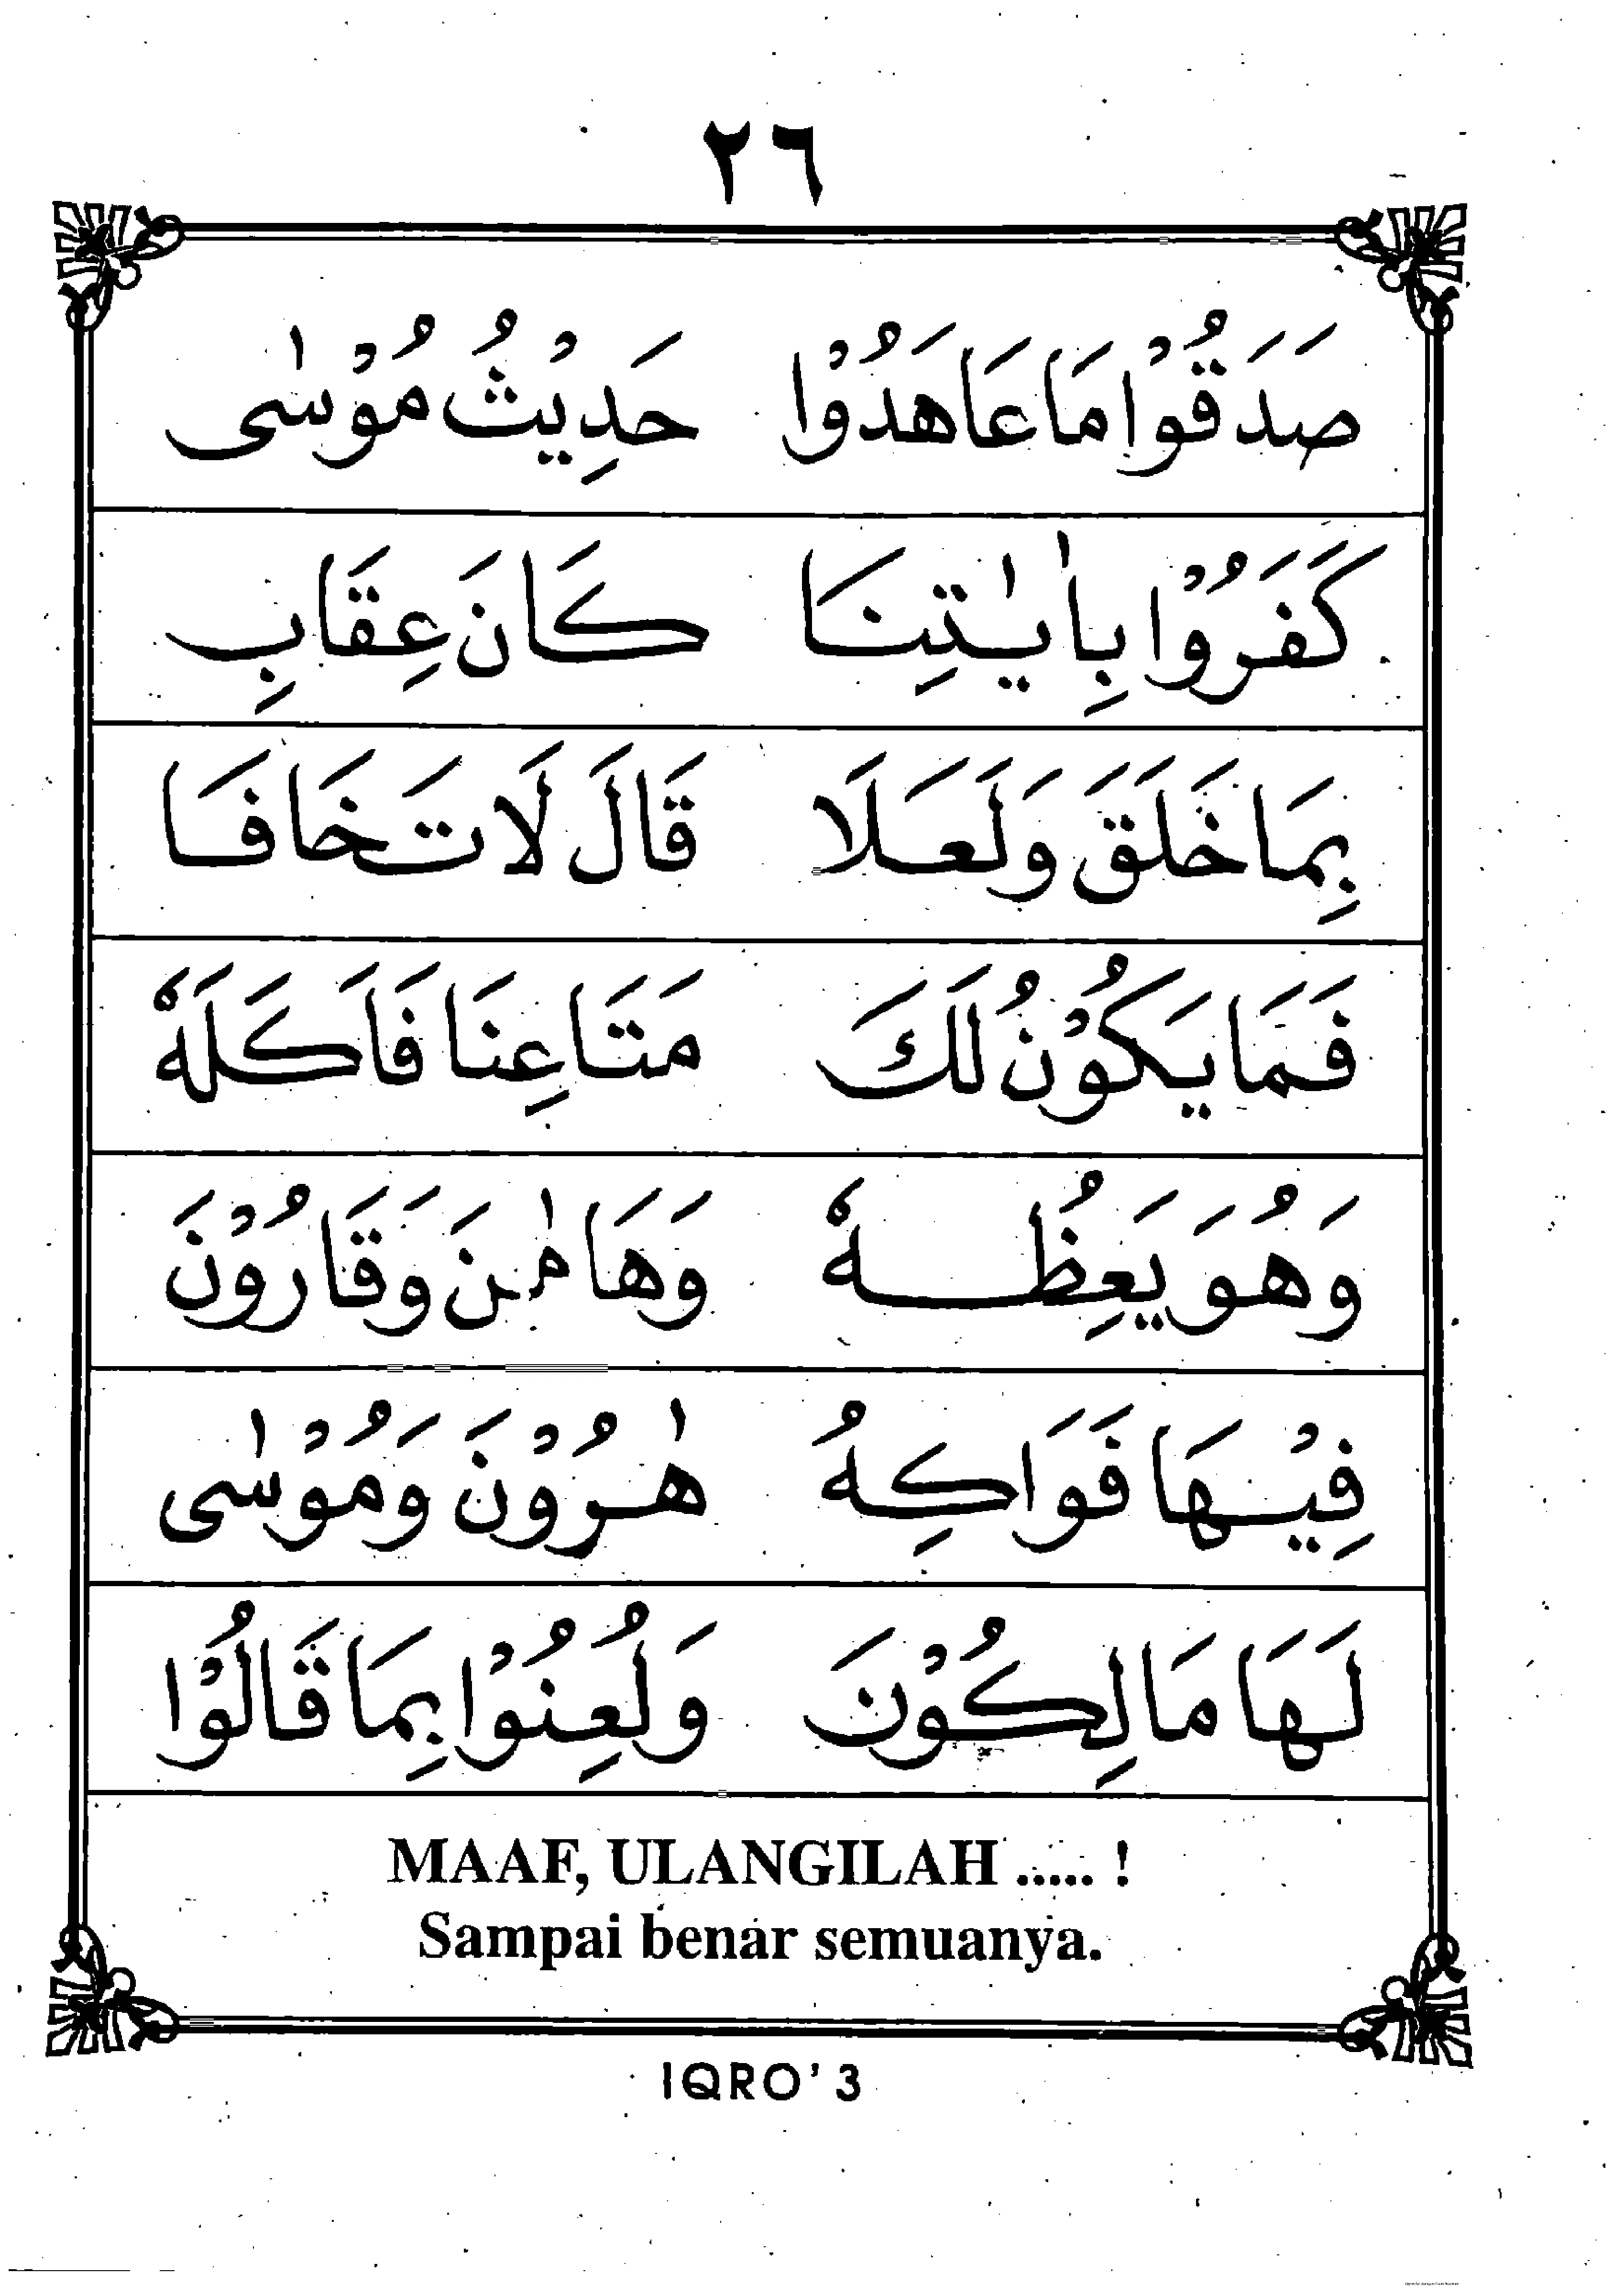 ٢٦
صَدَقُوْا مَا عَاهَدُوْا حَدِيْثُ مُوْسٰى
كَفَرُوْا بِاٰيٰتِنَا كَانَ عِقَابِ
بِمَا خَلَقَ وَلَعَلَا قَالَ لَا تَخَافَا
فَمَا يَكُوْنُ لَكَ مَتَاعِنَا فَاَكَلَهٗ
وَهُوَ يَعِظُهٗ وَهَامٰنَ وَقَارُوْنَ
فِيْهَا فَوَاكِهُ هٰرُوْنَ وَمُوْسٰى
لَهَا مَالِكُوْنَ وَلُعِنُوْا بِمَا قَالُوْا
MAAF, ULANGILAH ..... !
Sampai benar semuanya.
IQRO' 3